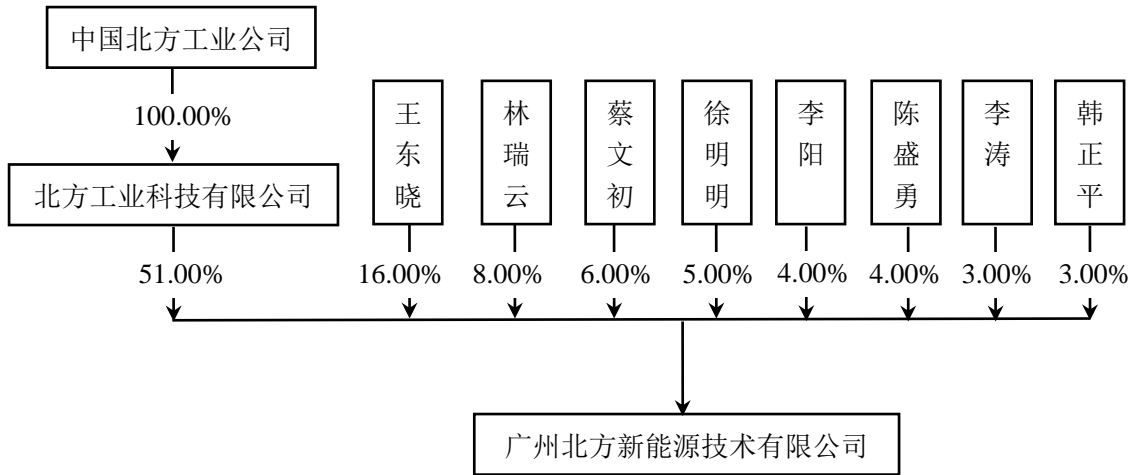 中国北方工业公司
100.00%
北方工业科技有限公司
王东晓
林瑞云
蔡文初
徐明明
李阳
陈盛勇
李涛
韩正平
51.00%
16.00%
8.00%
6.00%
5.00%
4.00%
4.00%
3.00%
3.00%
广州北方新能源技术有限公司